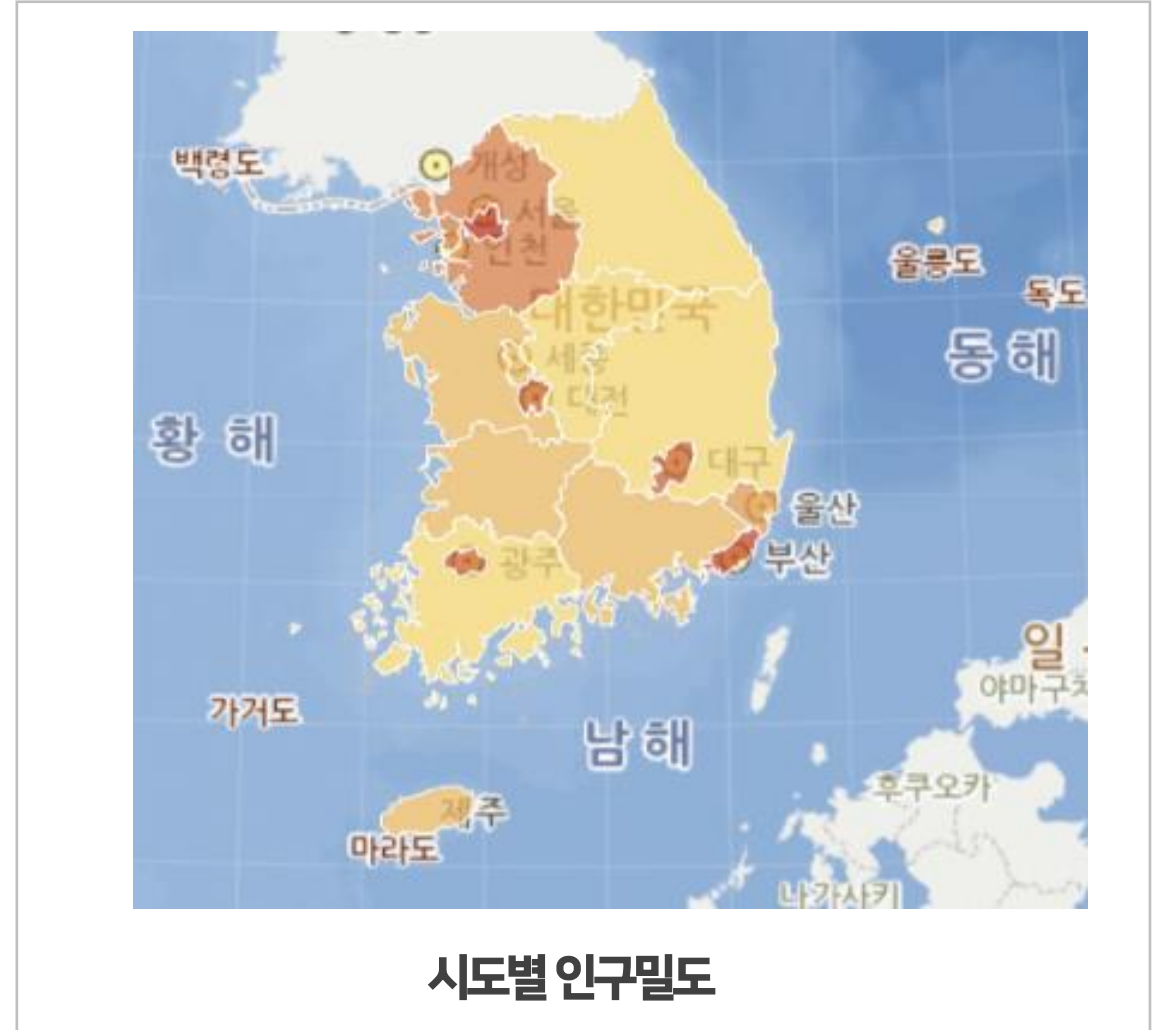 백령도
개성
서울
인천
울릉도
독도
대한민국
동해
세종
대전
황해
대구
울산
부산
광주
일
야마구치
가거도
남해
후쿠오카
제주
마라도
나가사키
시도별 인구밀도